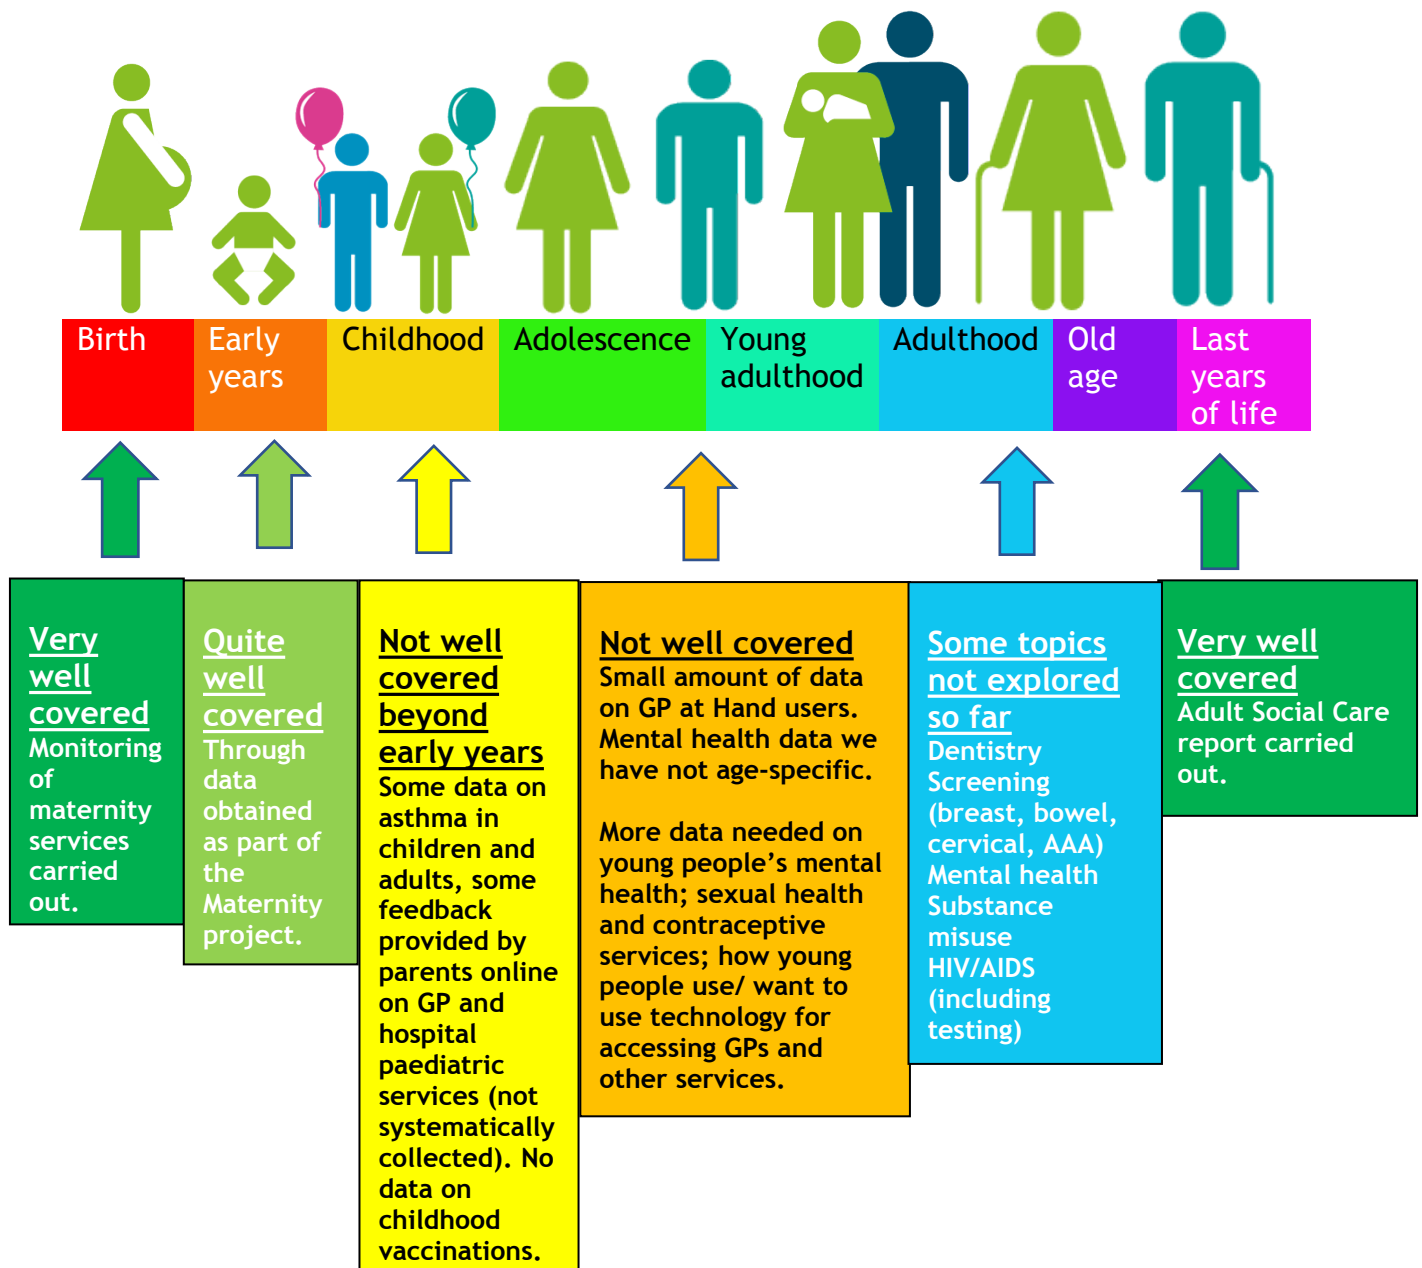 Birth
Early
years
Childhood
Adolescence
Young
adulthood
Adulthood
Old
age
Last
years
of life
Very
well
covered
Monitoring
of
maternity
services
carried
out.
Quite
well
covered
Through
data
obtained
as part of
the
Maternity
project.
Not well
covered
beyond
early years
Some data on
asthma in
children and
adults, some
feedback
provided by
parents online
on GP and
hospital
paediatric
services (not
systematically
collected). No
data on
childhood
vaccinations.
Not well covered
Small amount of data
on GP at Hand users.
Mental health data we
have not age-specific.
More data needed on
young people’s mental
health; sexual health
and contraceptive
services; how young
people use/ want to
use technology for
accessing GPs and
other services.
Some topics
not explored
so far
Dentistry
Screening
(breast, bowel,
cervical, AAA)
Mental health
Substance
misuse
HIV/AIDS
(including
testing)
Very well
covered
Adult Social Care
report carried
out.